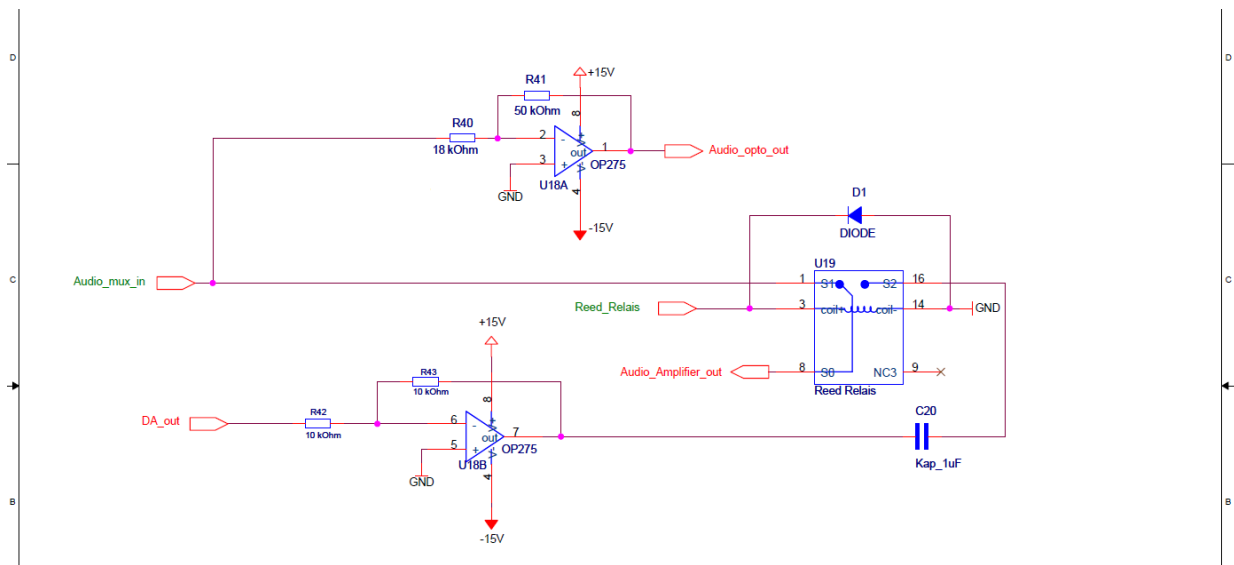 D
D
+15V
R41
50 kOhm
8
R40
18 kOhm
2
-
V+
out
1
Audio_opto_out
3
+
V-
OP275
U18A
GND
4
-15V
D1
DIODE
U19
C
Audio_mux_in
1
S1
S2
16
C
Reed_Relais
3
coil+
coil-
14
GND
+15V
Audio_Amplifier_out
8
S0
NC3
9
Reed Relais
R43
10 kOhm
8
DA_out
R42
10 kOhm
6
-
V+
out
7
5
+
V-
OP275
U18B
GND
4
C20
Kap_1uF
B
B
-15V